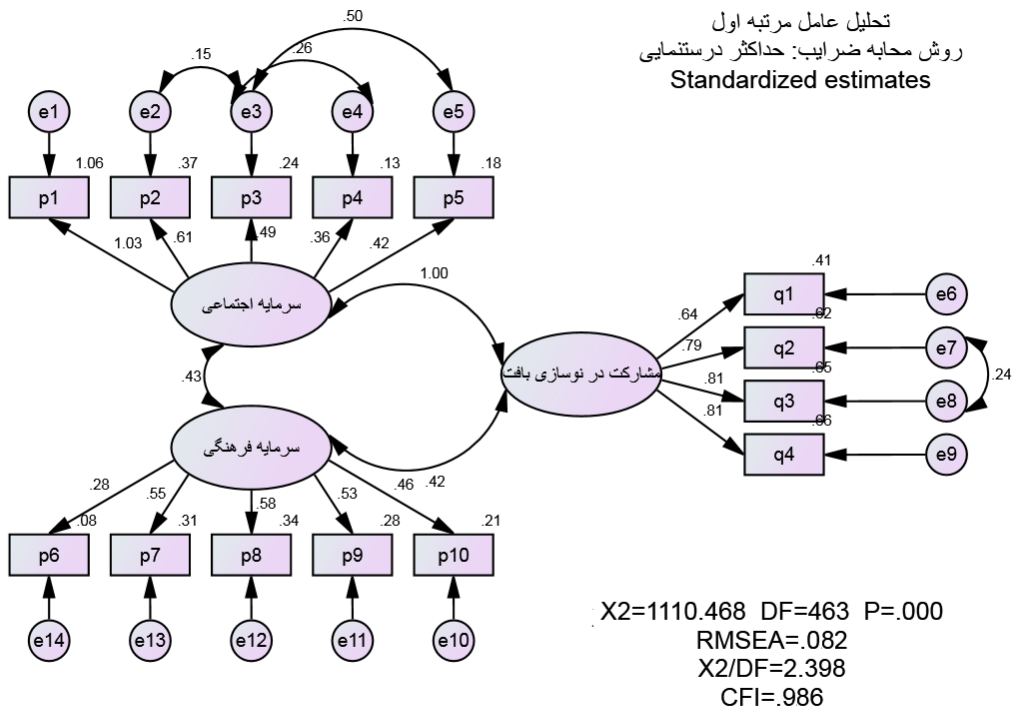 تحلیل عامل مرتبه اول
روش محابه ضرایب: حداکثر درستنمایی
Standardized estimates
.50
.15
.26
e1
e2
e3
e4
e5
1.06
.37
.24
.13
.18
p1
p2
p3
p4
p5
1.03
.61
.49
.36
.42
سرمایه اجتماعی
1.00
.43
مشارکت در نوسازی بافت
.64
.79
.81
.81
.41
q1
e6
.62
q2
e7
.65
q3
e8
.24
.66
q4
e9
سرمایه فرهنگی
.42
.28
.55
.58
.53
.46
.08
.31
.34
.28
.21
p6
p7
p8
p9
p10
e14
e13
e12
e11
e10
X2=1110.468 DF=463 P=.000
RMSEA=.082
X2/DF=2.398
CFI=.986